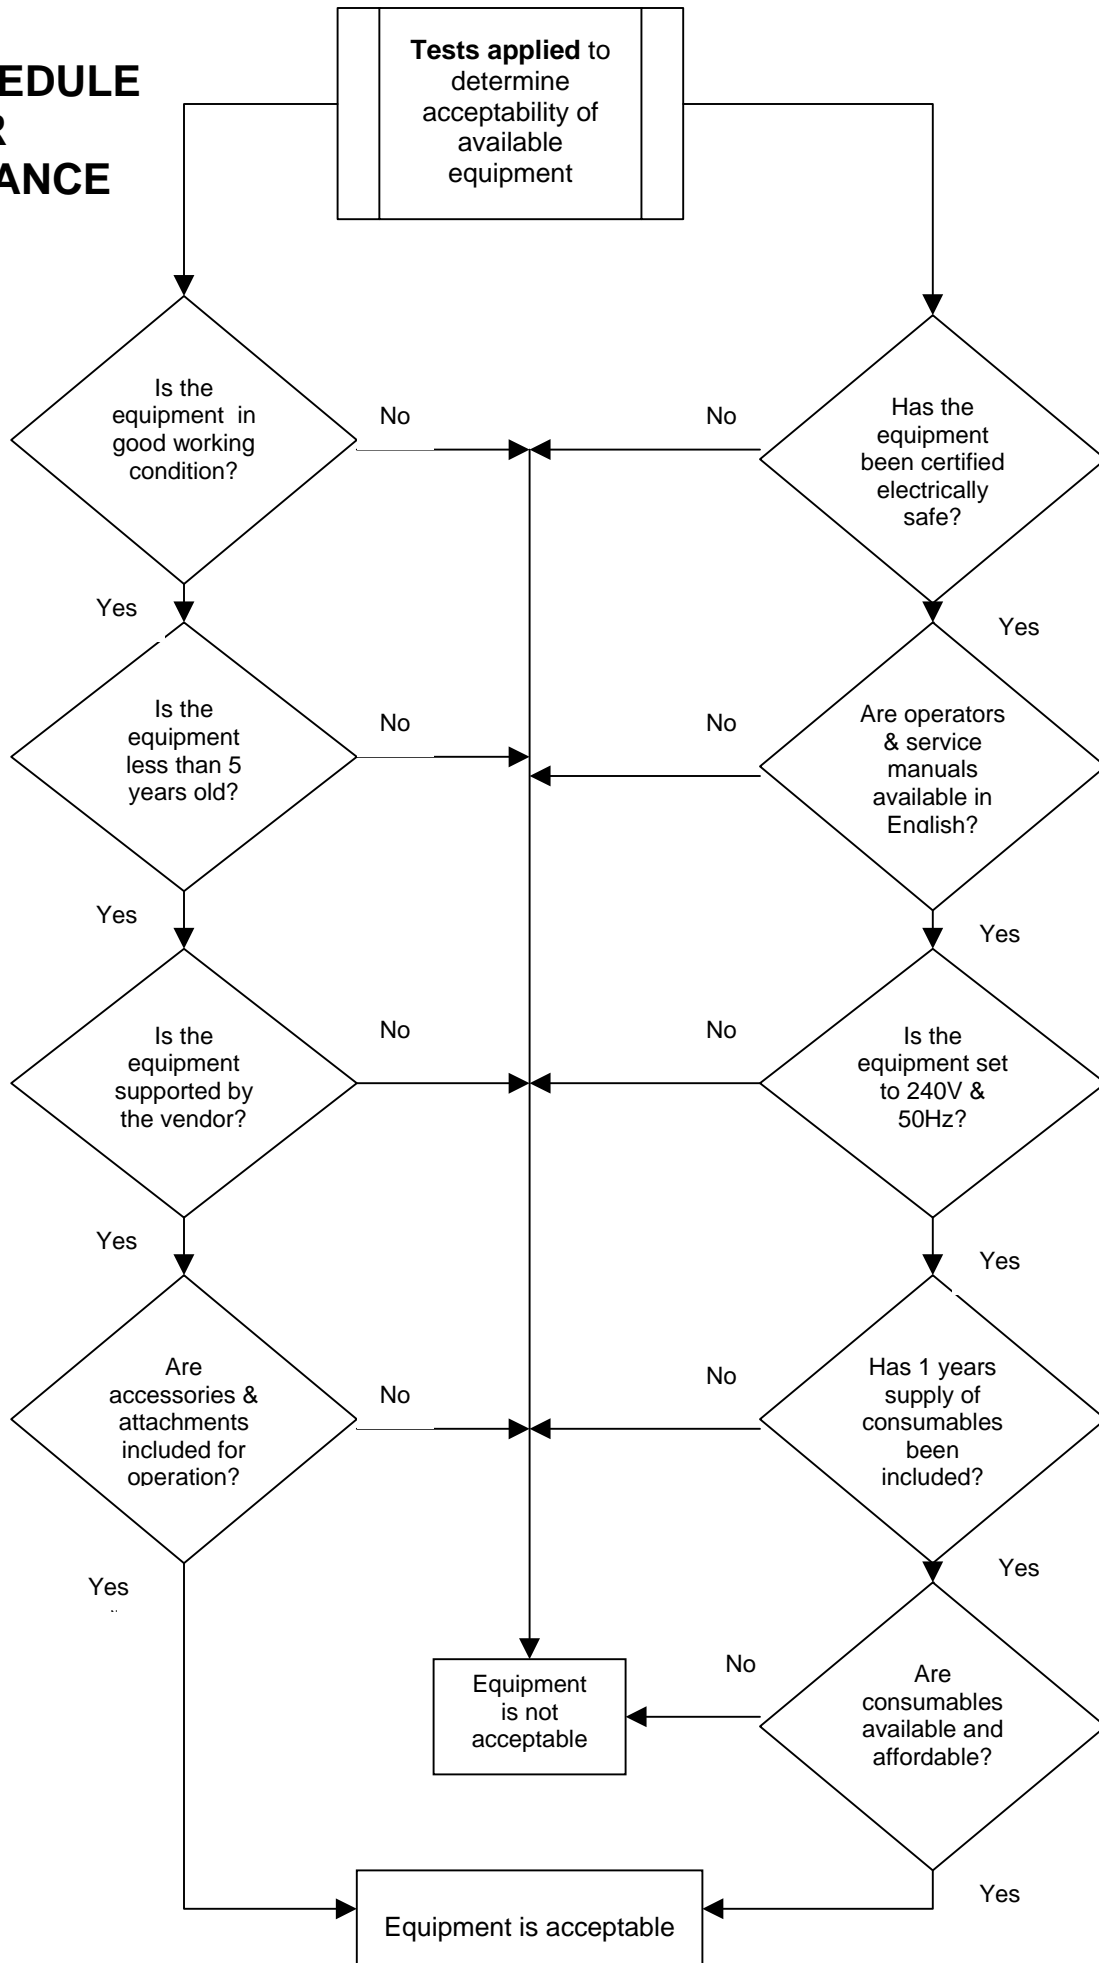 EDULE
R
ANCE
Tests applied to
determine
acceptability of
available
equipment
Is the
equipment in
good working
condition?
No
No
Has the
equipment
been certified
electrically
safe?
Yes
Yes
Is the
equipment
less than 5
years old?
No
No
Are operators
& service
manuals
available in
English?
Yes
Yes
Is the
equipment
supported by
the vendor?
No
No
Is the
equipment set
to 240V &
50Hz?
Yes
Yes
Are
accessories &
attachments
included for
operation?
No
No
Has 1 years
supply of
consumables
been
included?
Yes
Yes
Equipment
is not
acceptable
No
Are
consumables
available and
affordable?
Yes
Equipment is acceptable